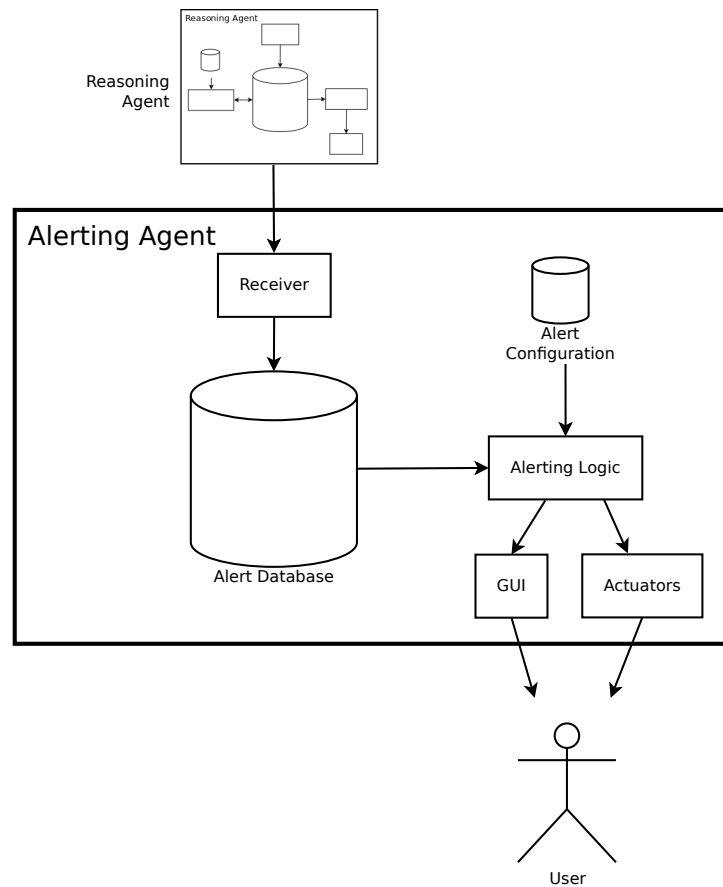 Reasoning Agent
Reasoning
Agent
Alerting Agent
Receiver
Alert
Configuration
Alerting Logic
Alert Database
GUI
Actuators
User